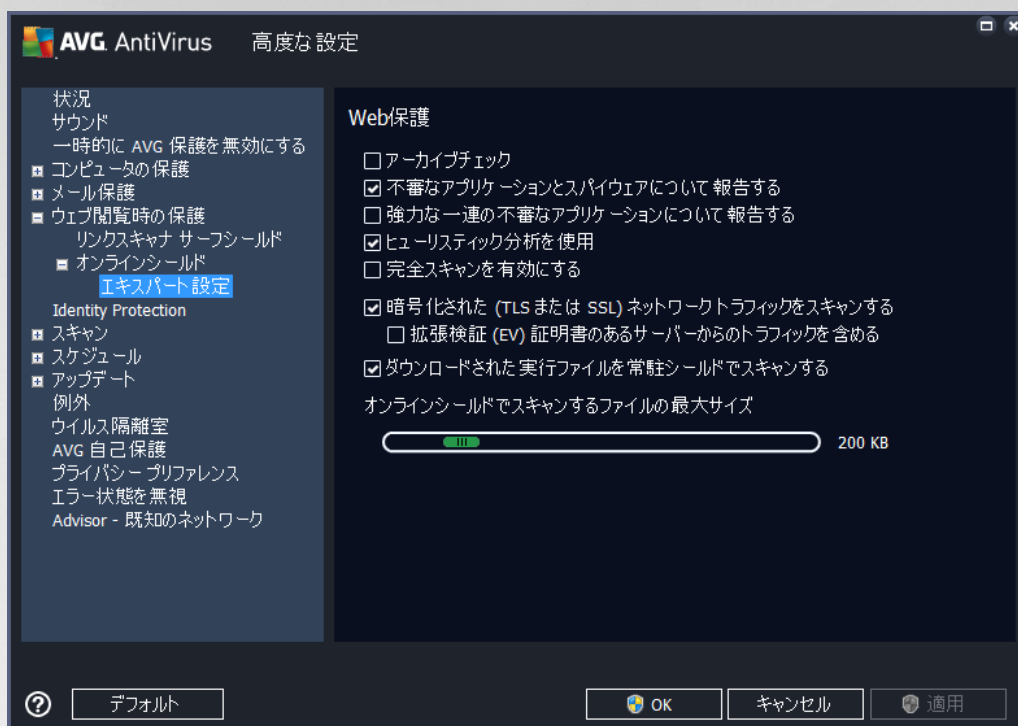 AVG AntiVirus 高度な設定
状況
サウンド
一時的に AVG 保護を無効にする
コンピュータの保護
メール保護
ウェブ閲覧時の保護
リンクスキャナ サーフシールド
オンラインシールド
エキスパート設定
Identity Protection
スキャン
スケジュール
アップデート
例外
ウイルス隔離室
AVG 自己保護
プライバシー プリファレンス
エラー状態を無視
Advisor - 既知のネットワーク
Web保護
アーカイブチェック
不審なアプリケーションとスパイウェアについて報告する
強力な一連の不審なアプリケーションについて報告する
ヒューリスティック分析を使用
完全スキャンを有効にする
暗号化された (TLS または SSL) ネットワークトラフィックをスキャンする
拡張検証 (EV) 証明書のあるサーバーからのトラフィックを含める
ダウンロードされた実行ファイルを常駐シールドでスキャンする
オンラインシールドでスキャンするファイルの最大サイズ
200 KB
? デフォルト OK キャンセル 適用